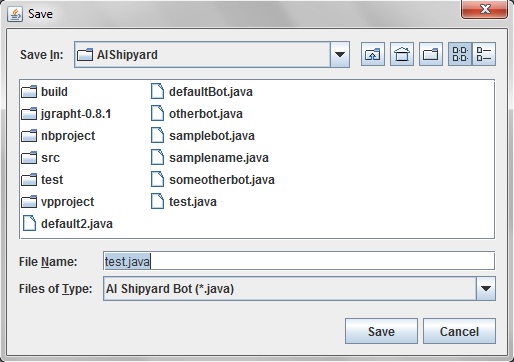 Save
Save In: AIShipyard
build
jgrapht-0.8.1
nbproject
src
test
vpproject
default2.java
defaultBot.java
otherbot.java
samplebot.java
samplename.java
someotherbot.java
test.java
File Name: test.java
Files of Type: AI Shipyard Bot (*.java)
Save Cancel